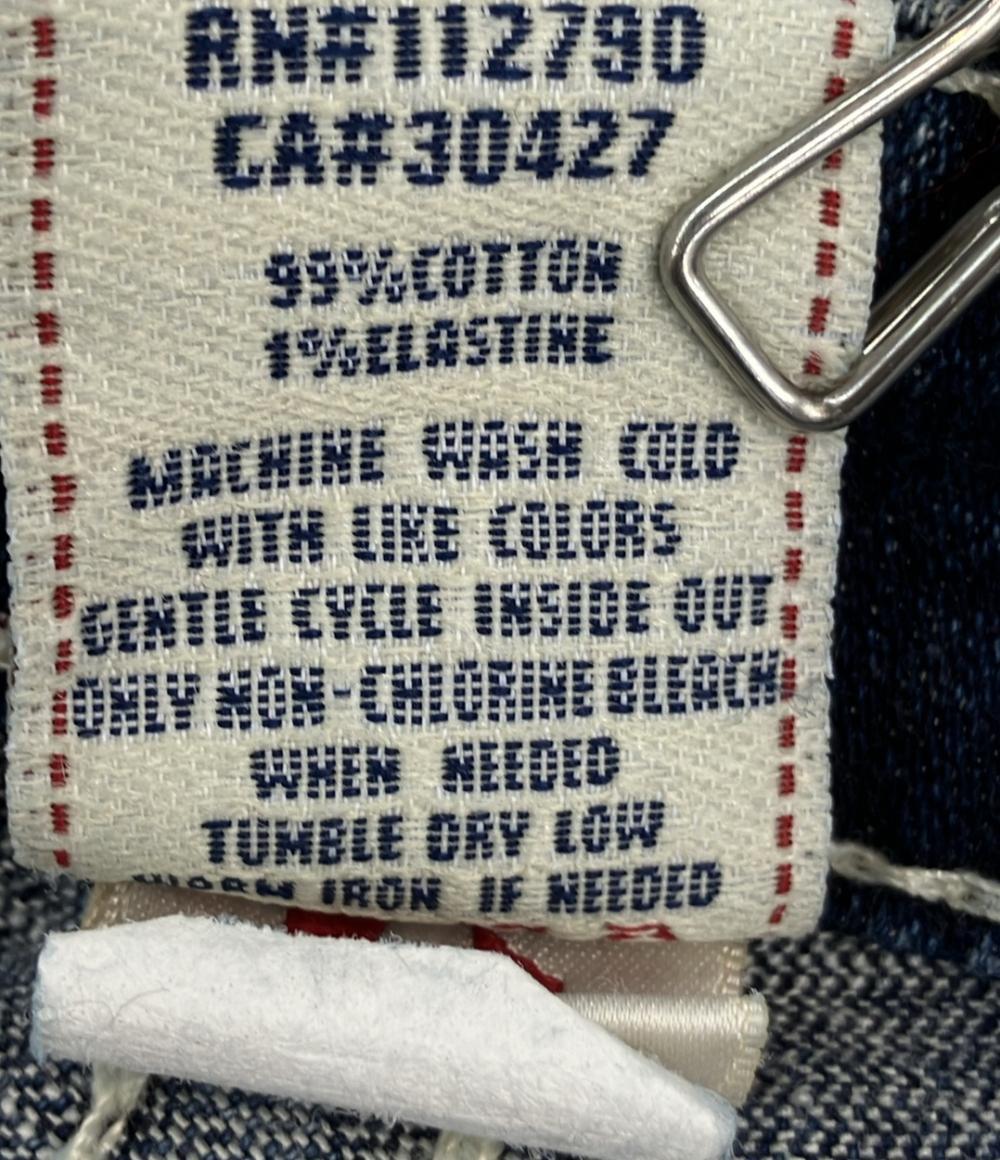 RN#112790
CA#30427
99%COTTON
1%ELASTINE
MACHINE WASH COLD
WITH LIKE COLORS
GENTLE CYCLE INSIDE OUT
ONLY NON-CHLORINE BLEACH
WHEN NEEDED
TUMBLE DRY LOW
WARM IRON IF NEEDED